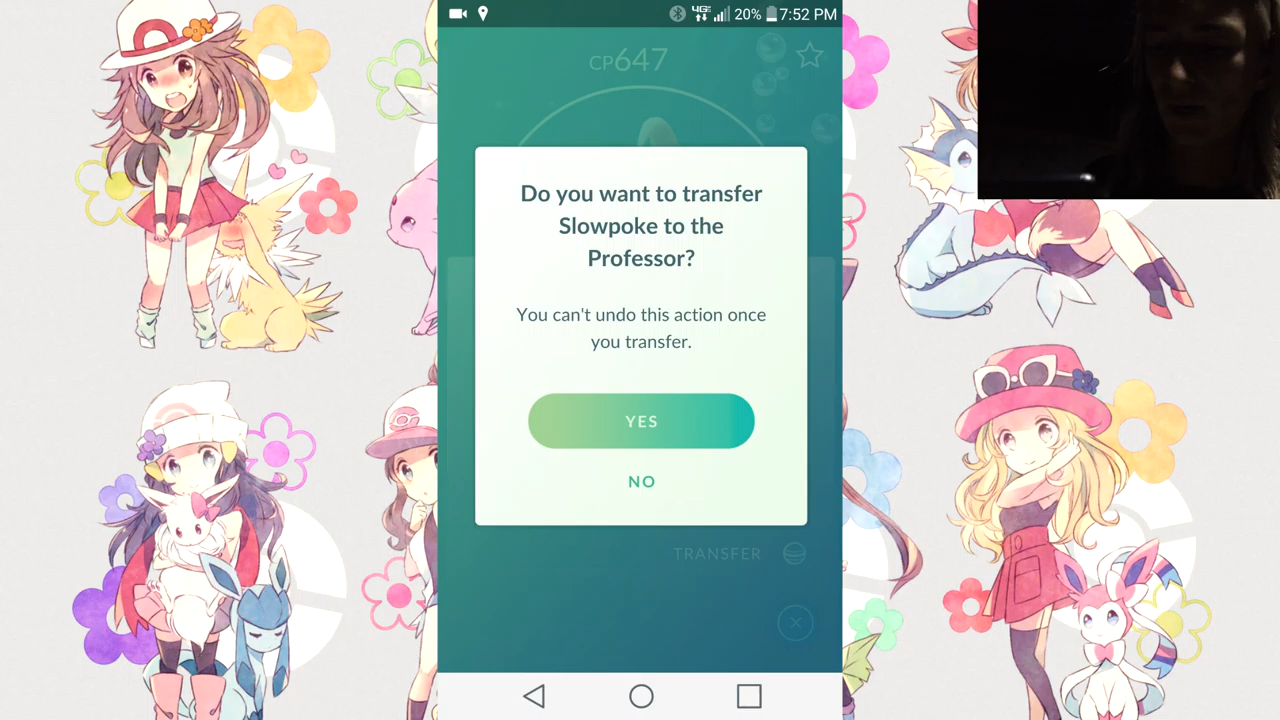 4GE 20% 7:52 PM
CP647
Do you want to transfer
Slowpoke to the
Professor?
You can't undo this action once
you transfer.
YES
NO
TRANSFER